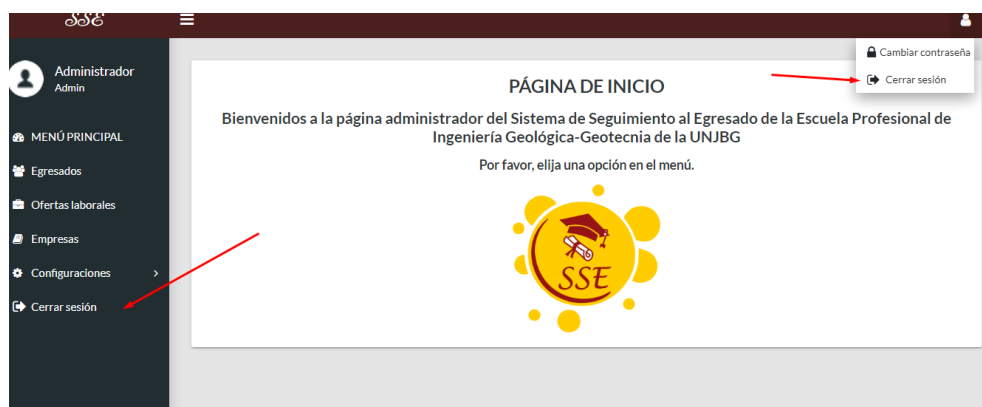 SSE
Cambiar contraseña
Cerrar sesión
Administrador
Admin
MENÚ PRINCIPAL
Egresados
Ofertas laborales
Empresas
Configuraciones
Cerrar sesión
PÁGINA DE INICIO
Bienvenidos a la página administrador del Sistema de Seguimiento al Egresado de la Escuela Profesional de
Ingeniería Geológica-Geotecnia de la UNJBG
Por favor, elija una opción en el menú.
SSE